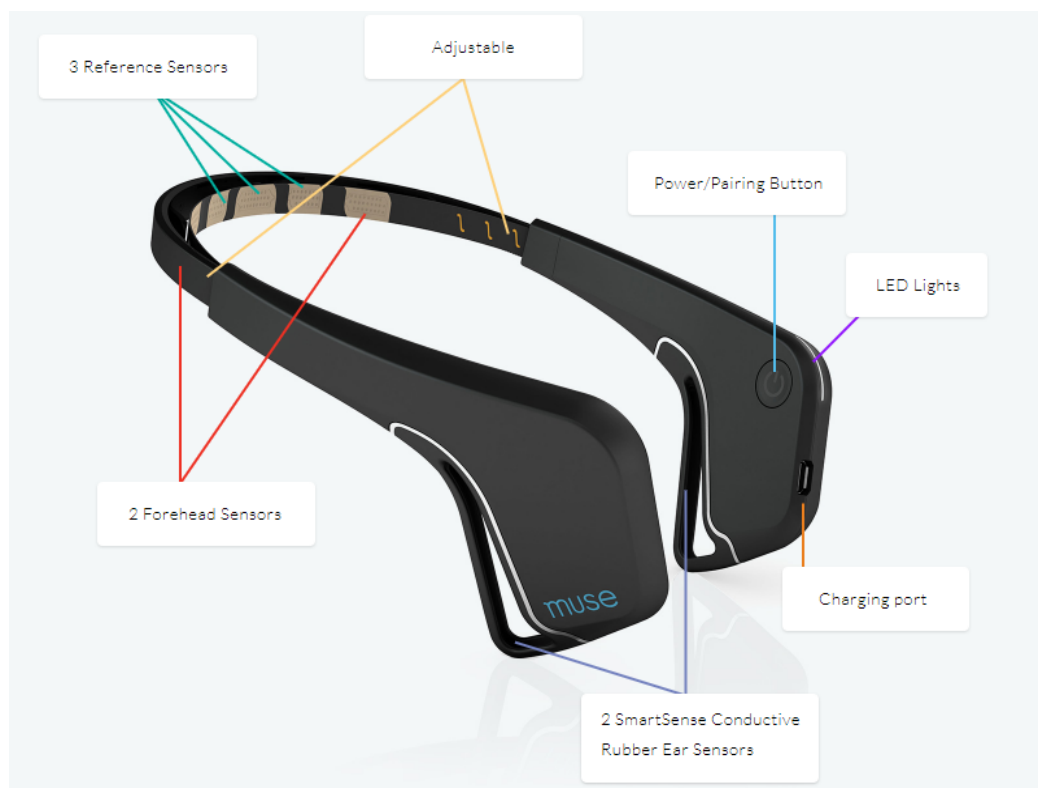 Adjustable
3 Reference Sensors
Power/Pairing Button
LED Lights
2 Forehead Sensors
muse
Charging port
2 SmartSense Conductive
Rubber Ear Sensors